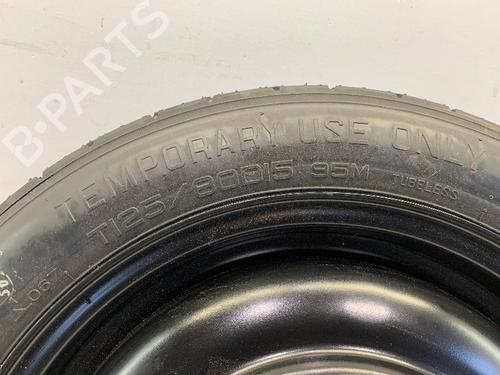 B-PARTS
TEMPORARY USE ONLY
T125/80D15 95M TUBELESS